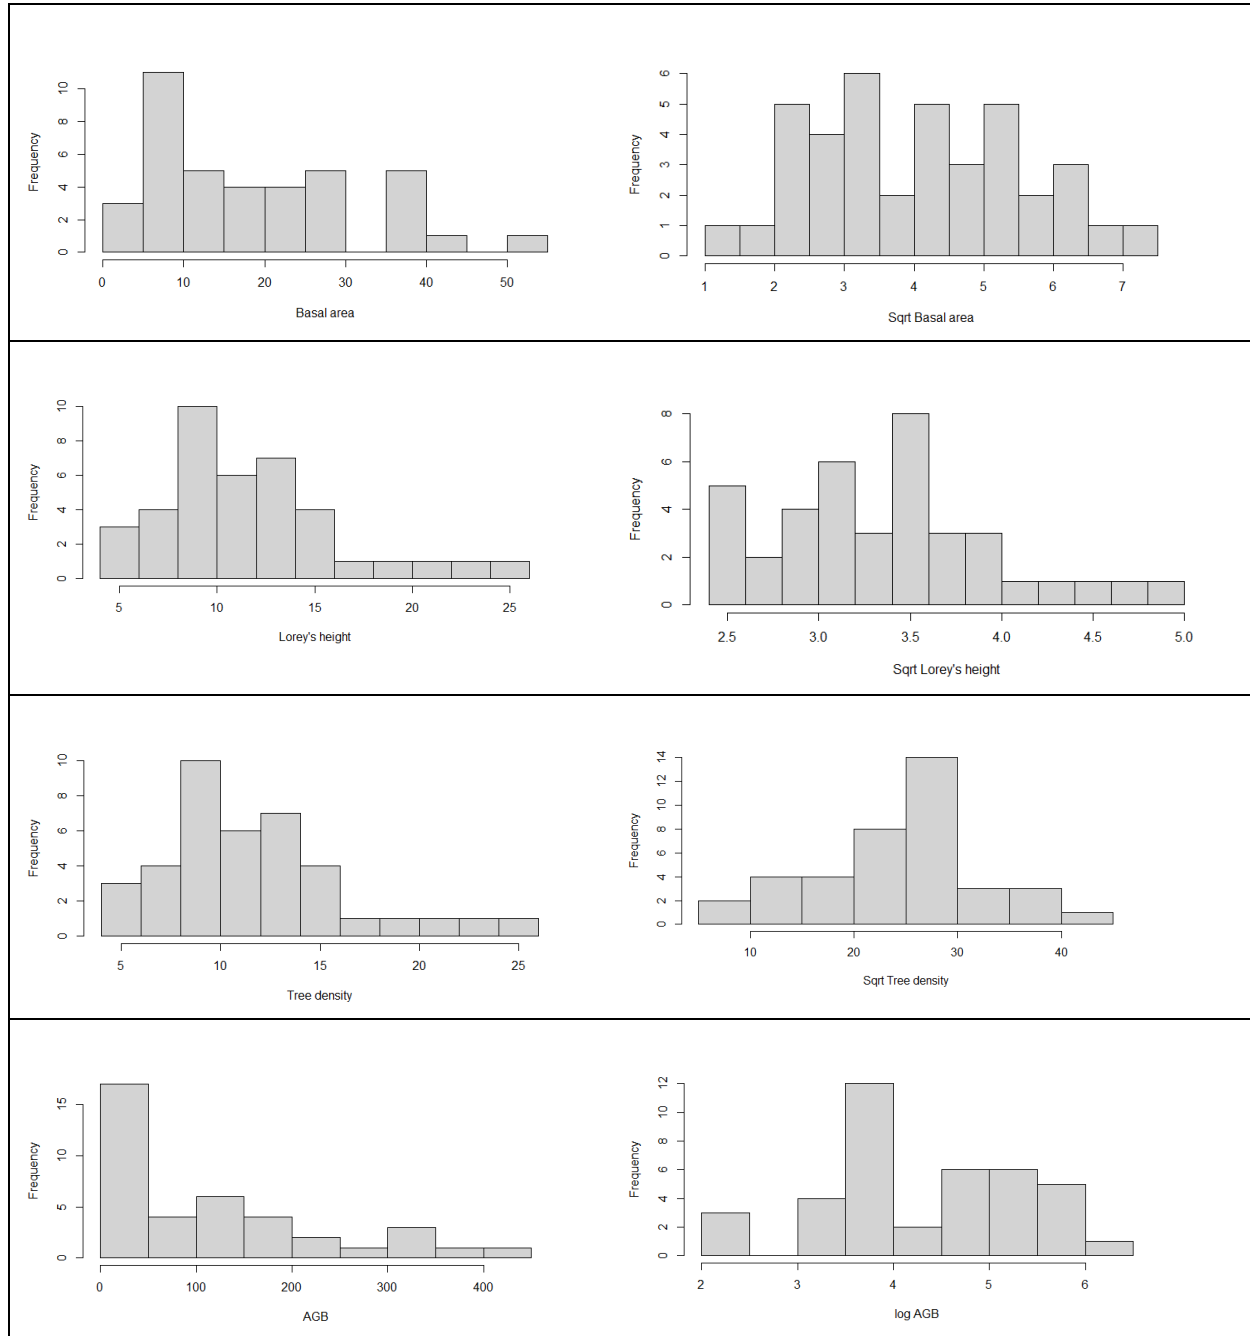 Frequency
0 2 4 6 8 10
0 10 20 30 40 50
Basal area
Frequency
0 1 2 3 4 5 6
1 2 3 4 5 6 7
Sqrt Basal area
Frequency
0 2 4 6 8 10
5 10 15 20 25
Lorey's height
Frequency
0 2 4 6 8
2.5 3.0 3.5 4.0 4.5 5.0
Sqrt Lorey's height
Frequency
0 2 4 6 8 10
5 10 15 20 25
Tree density
Frequency
0 2 4 6 8 10 12 14
10 20 30 40
Sqrt Tree density
Frequency
0 5 10 15
0 100 200 300 400
AGB
Frequency
0 2 4 6 8 10 12
2 3 4 5 6
log AGB